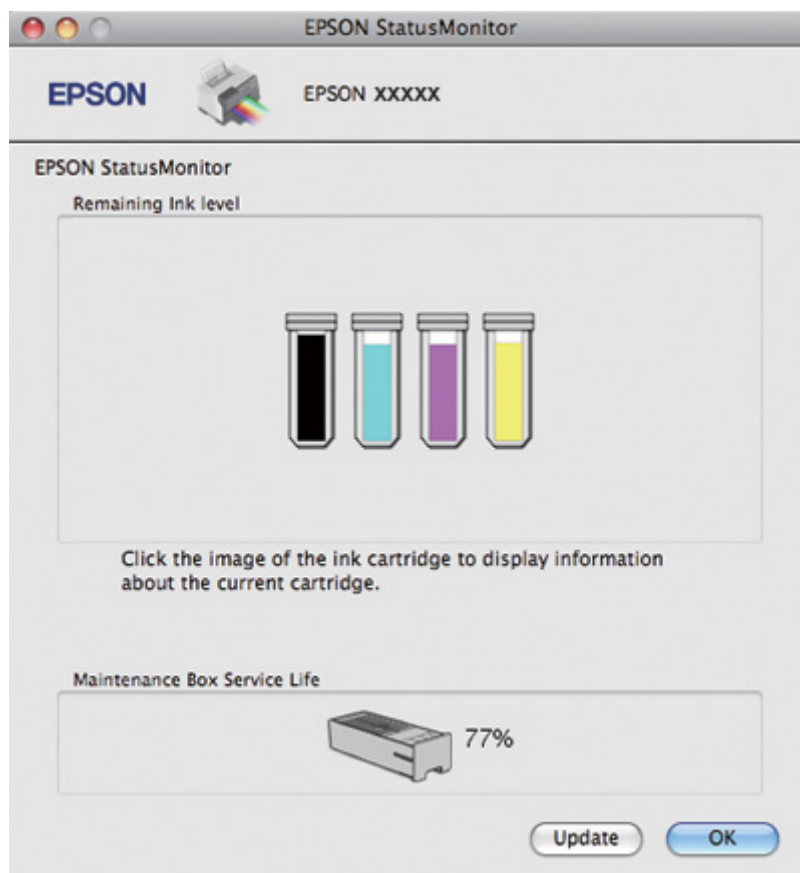 EPSON StatusMonitor
EPSON
EPSON XXXXX
EPSON StatusMonitor
Remaining Ink level
Click the image of the ink cartridge to display information
about the current cartridge.
Maintenance Box Service Life
77%
Update
OK